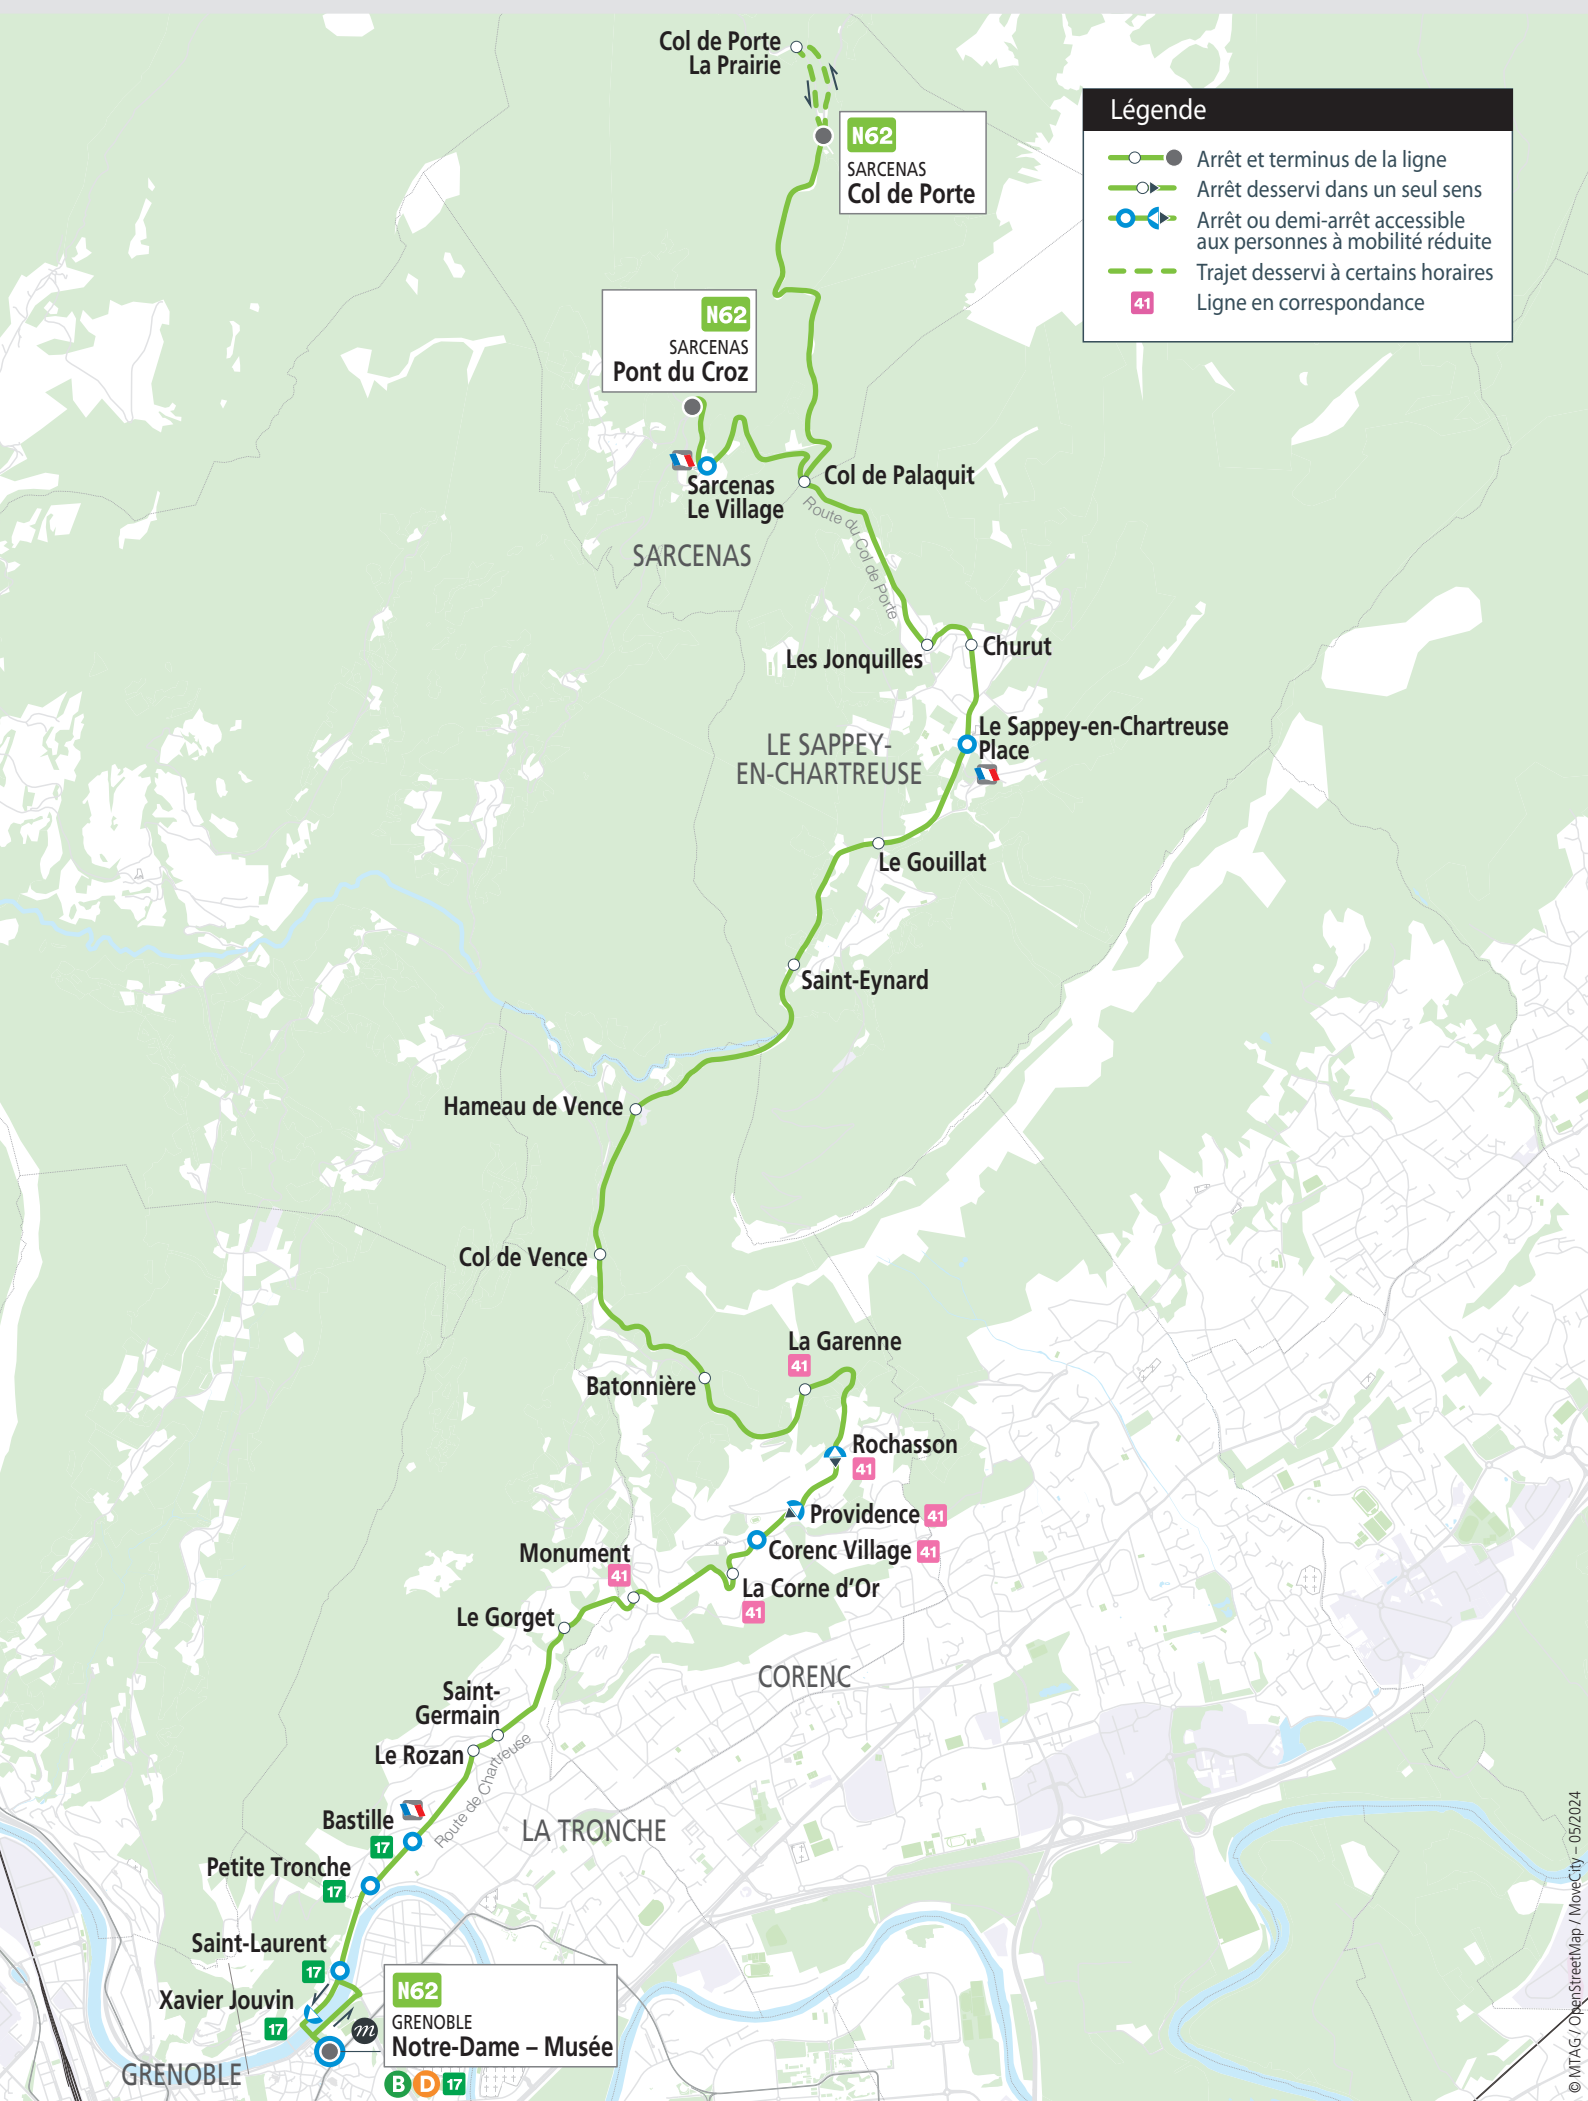 Col de Porte
La Prairie
N62
SARCENAS
Col de Porte
Légende
Arrêt et terminus de la ligne
Arrêt desservi dans un seul sens
Arrêt ou demi-arrêt accessible
aux personnes à mobilité réduite
Trajet desservi à certains horaires
41 Ligne en correspondance
N62
SARCENAS
Pont du Croz
Sarcenas
Le Village
Col de Palaquit
Route du Col de Porte
SARCENAS
Les Jonquilles
Churut
Le Sappey-en-Chartreuse
Place
LE SAPPEY-
EN-CHARTREUSE
Le Gouillat
Saint-Eynard
Hameau de Vence
Col de Vence
La Garenne
41
Batonnière
Rochasson
41
Providence 41
Corenc Village 41
Monument
41
La Corne d'Or
41
Le Gorget
CORENC
Saint-
Germain
Le Rozan
Route de Chartreuse
Bastille
17
LA TRONCHE
Petite Tronche
17
Saint-Laurent
17
Xavier Jouvin
17
m
N62
GRENOBLE
Notre-Dame – Musée
B D 17
GRENOBLE
© MTAG / OpenStreetMap / MoveCity – 05/2024